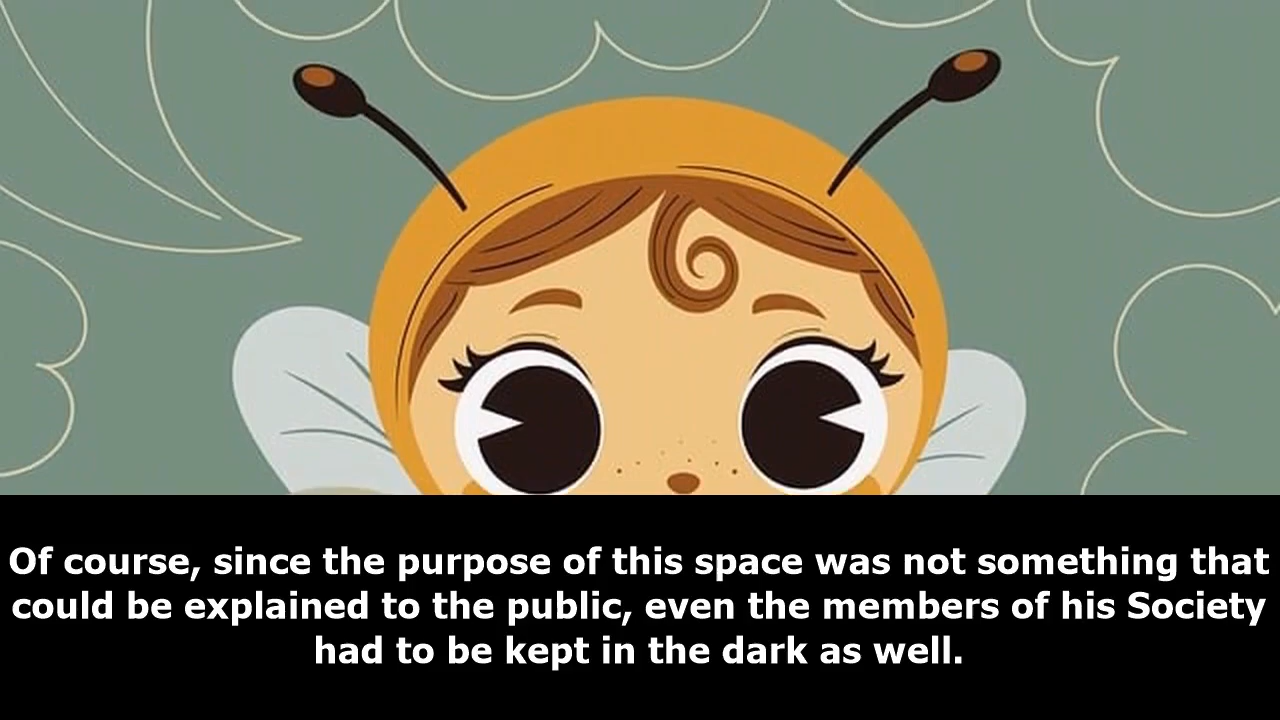 Of course, since the purpose of this space was not something that
could be explained to the public, even the members of his Society
had to be kept in the dark as well.